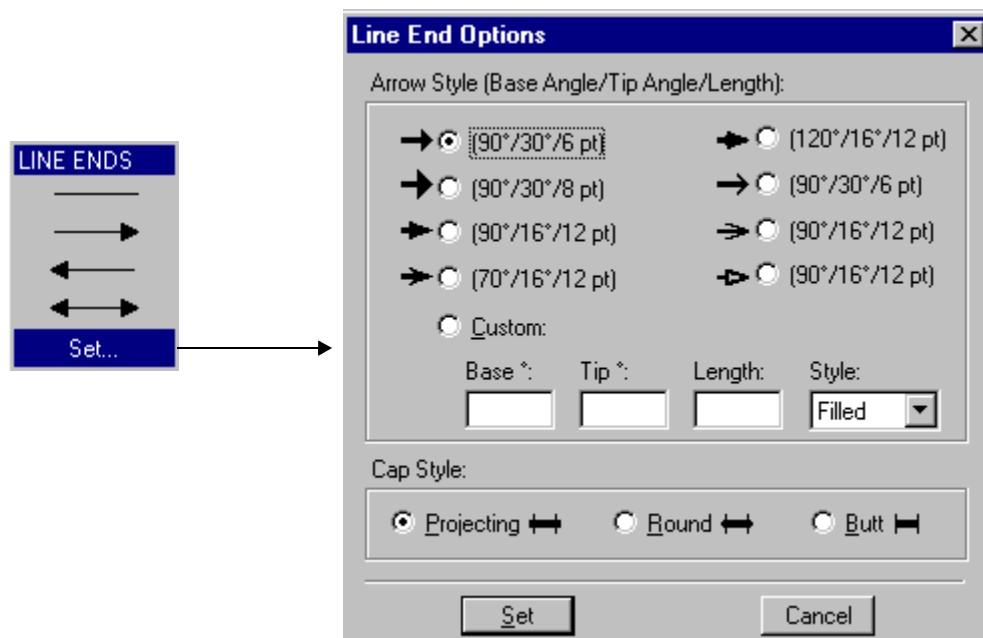 Line End Options
Arrow Style (Base Angle/Tip Angle/Length):
(90°/30°/6 pt)
(120°/16°/12 pt)
(90°/30°/8 pt)
(90°/30°/6 pt)
(90°/16°/12 pt)
(90°/16°/12 pt)
(70°/16°/12 pt)
(90°/16°/12 pt)
Custom:
Base °:
Tip °:
Length:
Style:
Filled
Cap Style:
Projecting
Round
Butt
Set
Cancel
LINE ENDS
Set...